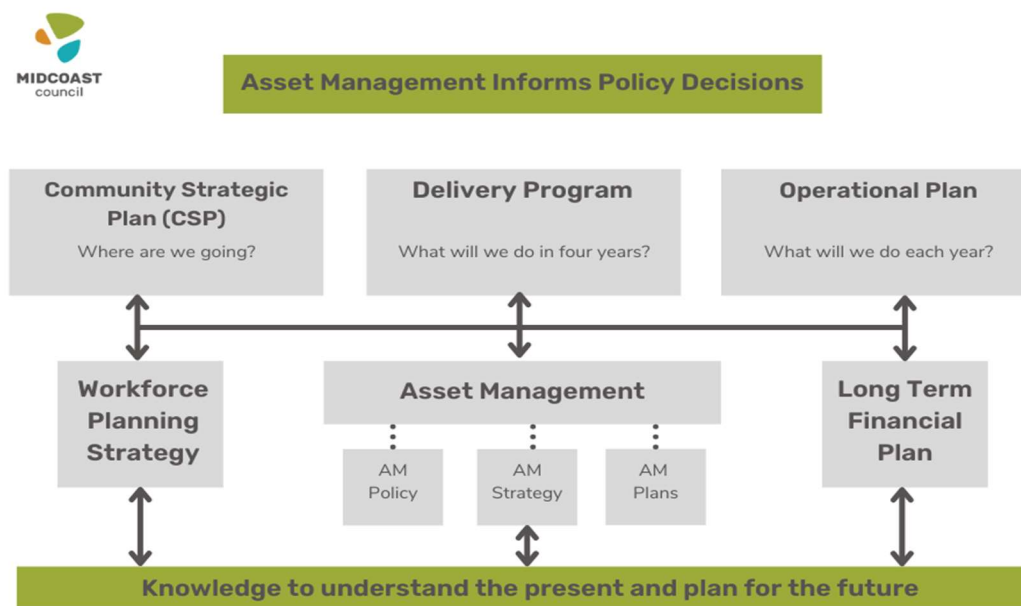 MIDCOAST
council
Asset Management Informs Policy Decisions
Community Strategic
Plan (CSP)
Where are we going?
Delivery Program
What will we do in four years?
Operational Plan
What will we do each year?
Workforce
Planning
Strategy
Asset Management
AM
Policy
AM
Strategy
AM
Plans
Long Term
Financial
Plan
Knowledge to understand the present and plan for the future